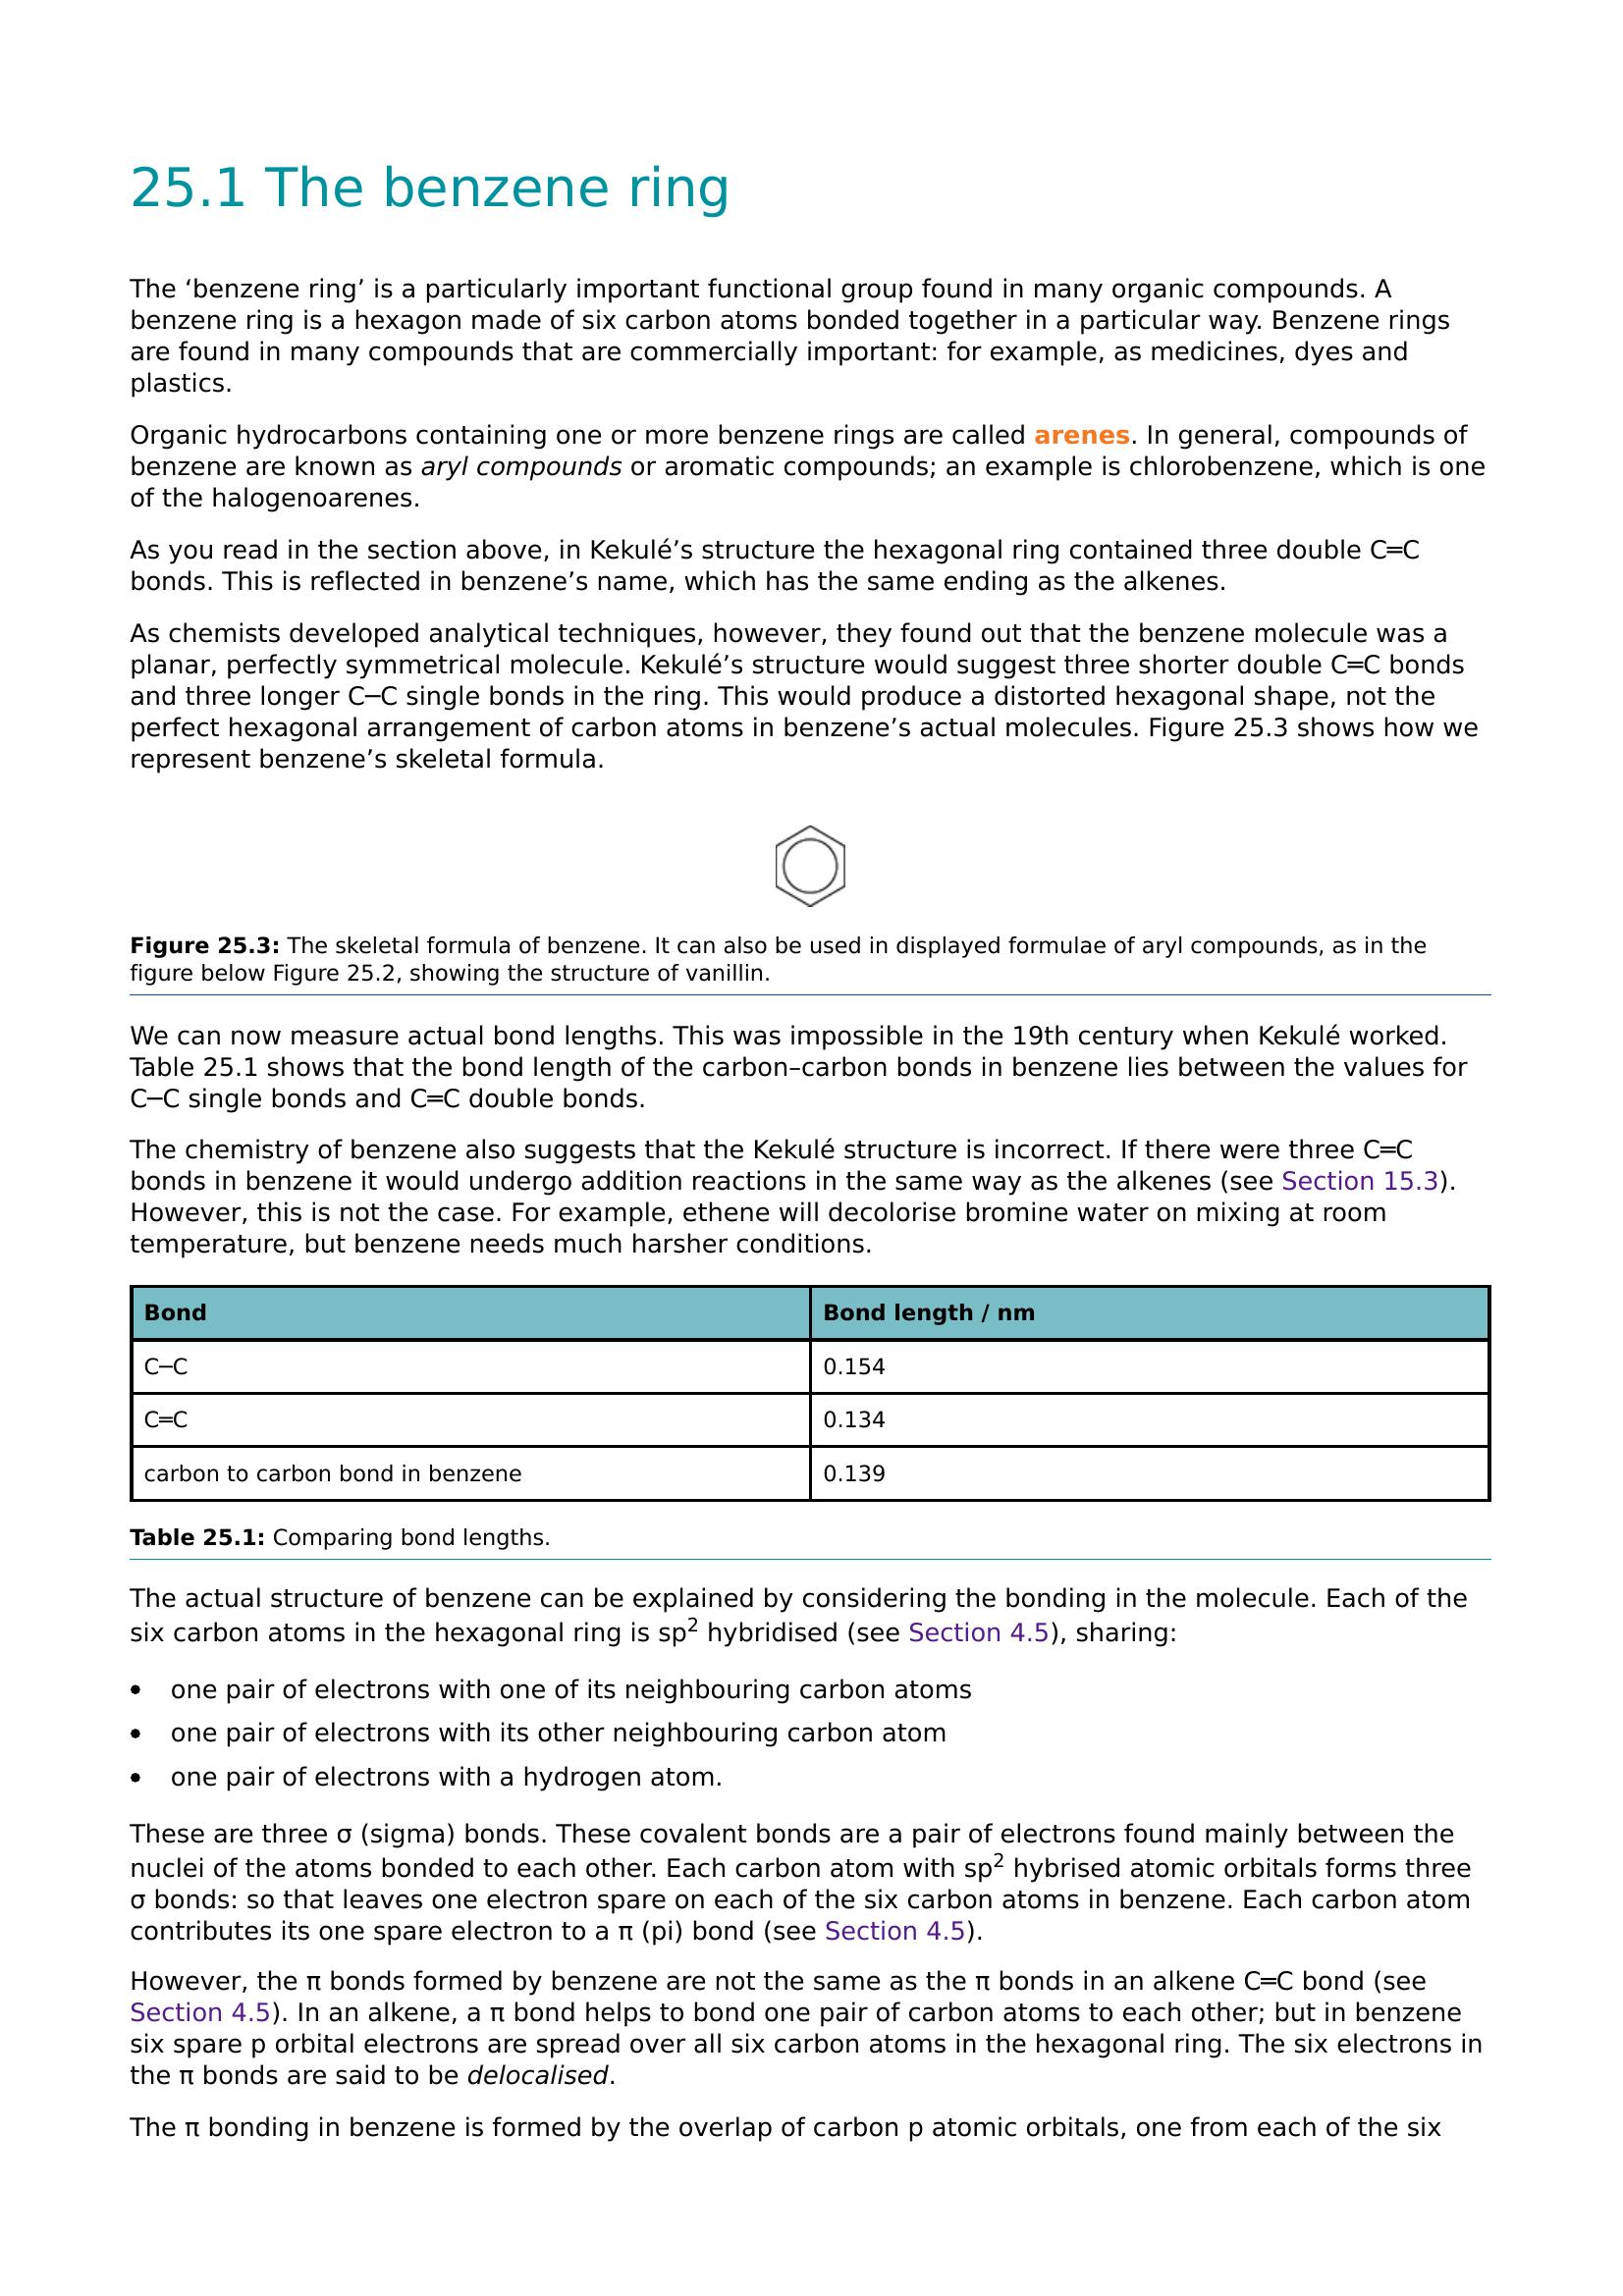 25.1 The benzene ring
The ‘benzene ring’ is a particularly important functional group found in many organic compounds. A
benzene ring is a hexagon made of six carbon atoms bonded together in a particular way. Benzene rings
are found in many compounds that are commercially important: for example, as medicines, dyes and
plastics.
Organic hydrocarbons containing one or more benzene rings are called arenes. In general, compounds of
benzene are known as aryl compounds or aromatic compounds; an example is chlorobenzene, which is one
of the halogenoarenes.
As you read in the section above, in Kekulé’s structure the hexagonal ring contained three double C═C
bonds. This is reflected in benzene’s name, which has the same ending as the alkenes.
As chemists developed analytical techniques, however, they found out that the benzene molecule was a
planar, perfectly symmetrical molecule. Kekulé’s structure would suggest three shorter double C═C bonds
and three longer C─C single bonds in the ring. This would produce a distorted hexagonal shape, not the
perfect hexagonal arrangement of carbon atoms in benzene’s actual molecules. Figure 25.3 shows how we
represent benzene’s skeletal formula.
Figure 25.3: The skeletal formula of benzene. It can also be used in displayed formulae of aryl compounds, as in the
figure below Figure 25.2, showing the structure of vanillin.
We can now measure actual bond lengths. This was impossible in the 19th century when Kekulé worked.
Table 25.1 shows that the bond length of the carbon–carbon bonds in benzene lies between the values for
C─C single bonds and C═C double bonds.
The chemistry of benzene also suggests that the Kekulé structure is incorrect. If there were three C═C
bonds in benzene it would undergo addition reactions in the same way as the alkenes (see Section 15.3).
However, this is not the case. For example, ethene will decolorise bromine water on mixing at room
temperature, but benzene needs much harsher conditions.
Bond Bond length / nm
C─C 0.154
C═C 0.134
carbon to carbon bond in benzene 0.139
Table 25.1: Comparing bond lengths.
The actual structure of benzene can be explained by considering the bonding in the molecule. Each of the
six carbon atoms in the hexagonal ring is sp² hybridised (see Section 4.5), sharing:
• one pair of electrons with one of its neighbouring carbon atoms
• one pair of electrons with its other neighbouring carbon atom
• one pair of electrons with a hydrogen atom.
These are three σ (sigma) bonds. These covalent bonds are a pair of electrons found mainly between the
nuclei of the atoms bonded to each other. Each carbon atom with sp² hybrised atomic orbitals forms three
σ bonds: so that leaves one electron spare on each of the six carbon atoms in benzene. Each carbon atom
contributes its one spare electron to a π (pi) bond (see Section 4.5).
However, the π bonds formed by benzene are not the same as the π bonds in an alkene C═C bond (see
Section 4.5). In an alkene, a π bond helps to bond one pair of carbon atoms to each other; but in benzene
six spare p orbital electrons are spread over all six carbon atoms in the hexagonal ring. The six electrons in
the π bonds are said to be delocalised.
The π bonding in benzene is formed by the overlap of carbon p atomic orbitals, one from each of the six